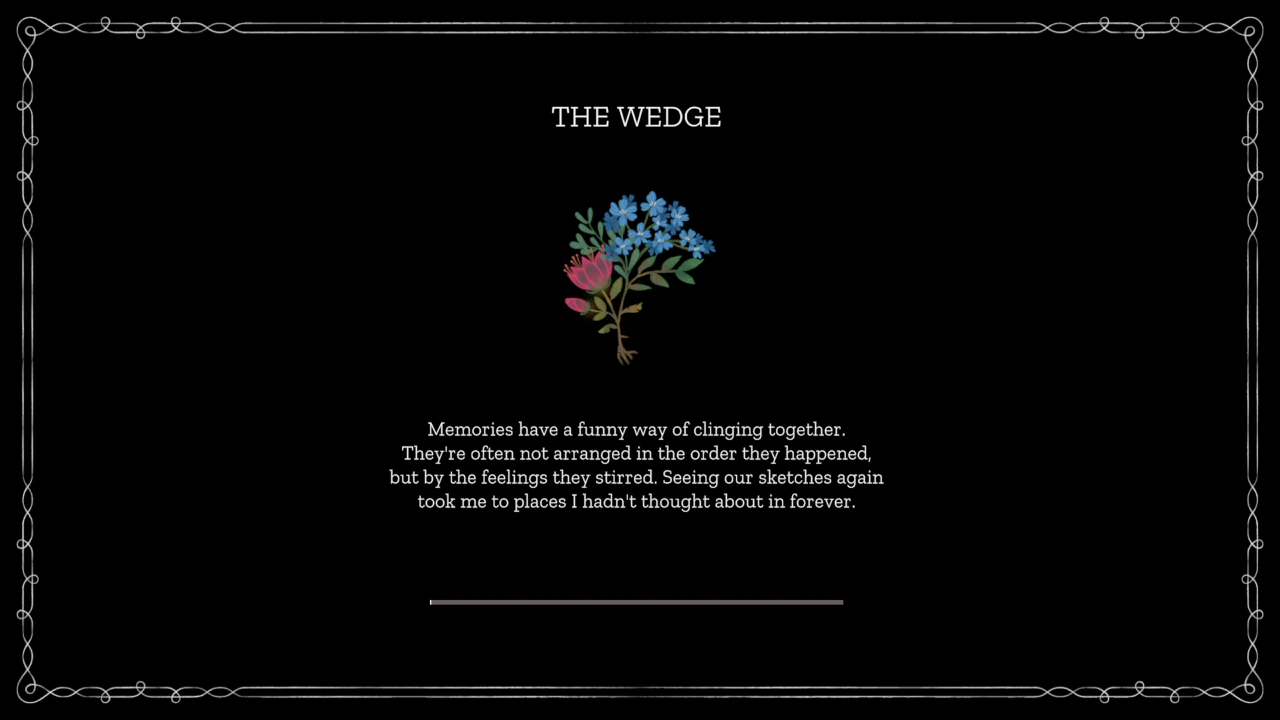 THE WEDGE
Memories have a funny way of clinging together.
They're often not arranged in the order they happened,
but by the feelings they stirred. Seeing our sketches again
took me to places I hadn't thought about in forever.